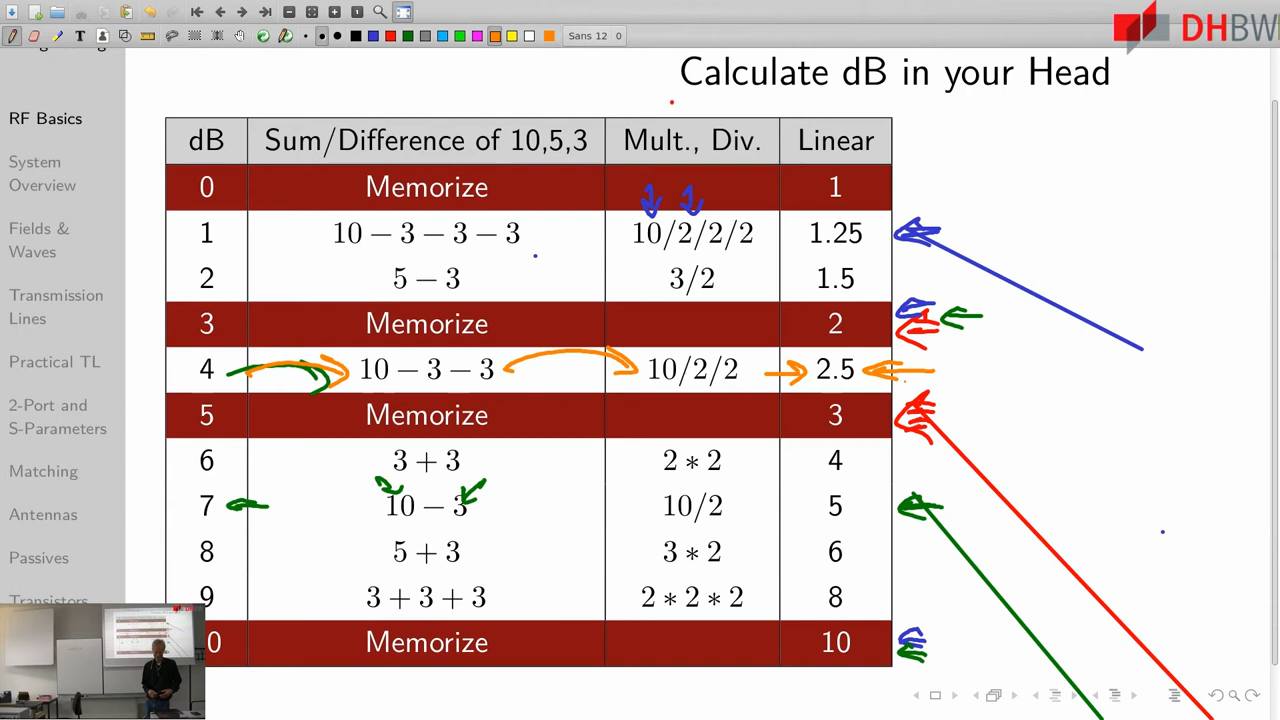 Sans 12 0
DHBW
Calculate dB in your Head
RF Basics
System
Overview
Fields &
Waves
Transmission
Lines
Practical TL
2-Port and
S-Parameters
Matching
Antennas
Passives
Transistors
dB Sum/Difference of 10,5,3 Mult., Div. Linear
0 Memorize 1
1 10 − 3 − 3 − 3 10/2/2/2 1.25
2 5 − 3 3/2 1.5
3 Memorize 2
4 10 − 3 − 3 10/2/2 2.5
5 Memorize 3
6 3 + 3 2 ∗ 2 4
7 10 − 3 10/2 5
8 5 + 3 3 ∗ 2 6
9 3 + 3 + 3 2 ∗ 2 ∗ 2 8
0 Memorize 10